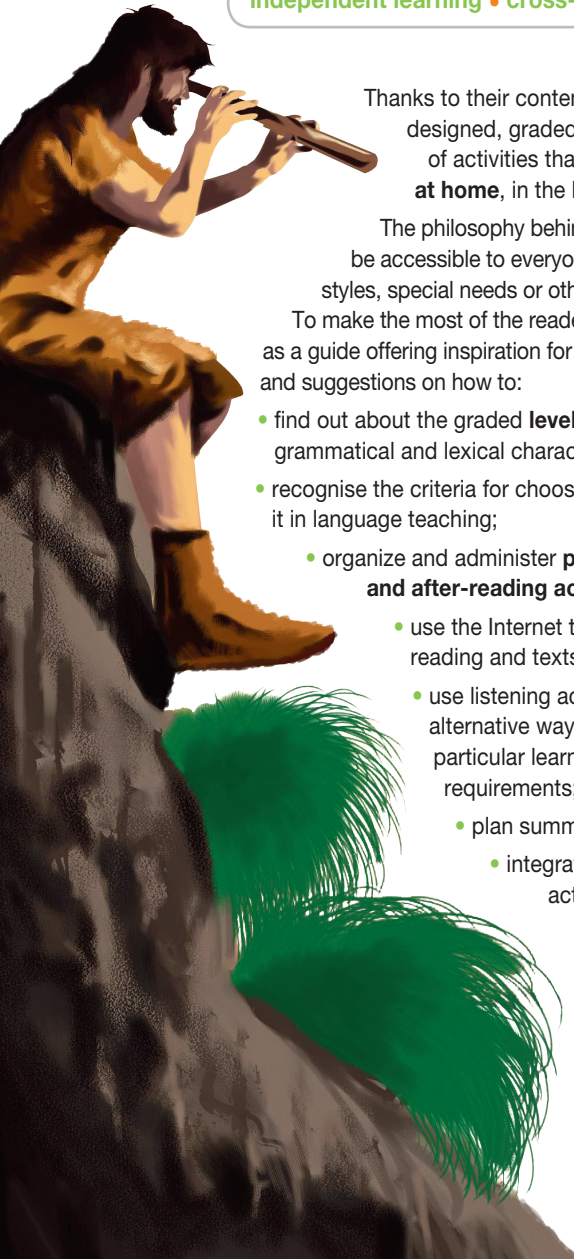 independent learning • cross-
Thanks to their conten
designed, graded
of activities tha
at home, in the
The philosophy behin
be accessible to everyo
styles, special needs or oth
To make the most of the reade
as a guide offering inspiration for
and suggestions on how to:
• find out about the graded level
grammatical and lexical charac
• recognise the criteria for choos
it in language teaching;
• organize and administer p
and after-reading ac
• use the Internet t
reading and texts
• use listening ac
alternative way
particular learn
requirements;
• plan summ
• integra
act